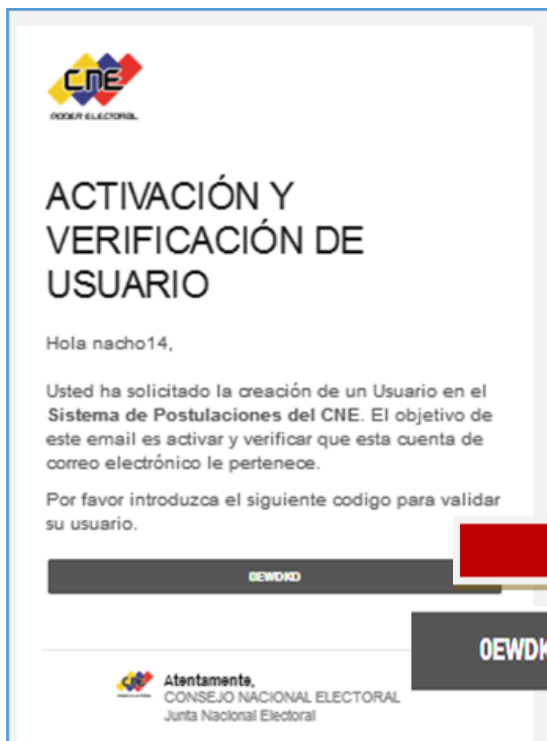 CNE
PODER ELECTORAL
ACTIVACIÓN Y
VERIFICACIÓN DE
USUARIO
Hola nacho14,
Usted ha solicitado la creación de un Usuario en el
Sistema de Postulaciones del CNE. El objetivo de
este email es activar y verificar que esta cuenta de
correo electrónico le pertenece.
Por favor introduzca el siguiente codigo para validar
su usuario.
0EWDKD
0EWDK
Atentamente,
CONSEJO NACIONAL ELECTORAL
Junta Nacional Electoral